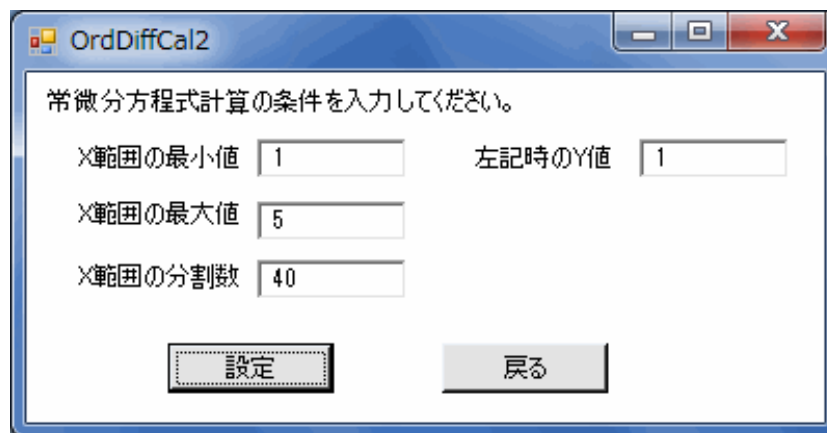 OrdDiffCal2
常微分方程式計算の条件を入力してください。
X範囲の最小値 1 左記時のY値 1
X範囲の最大値 5
X範囲の分割数 40
設定 戻る